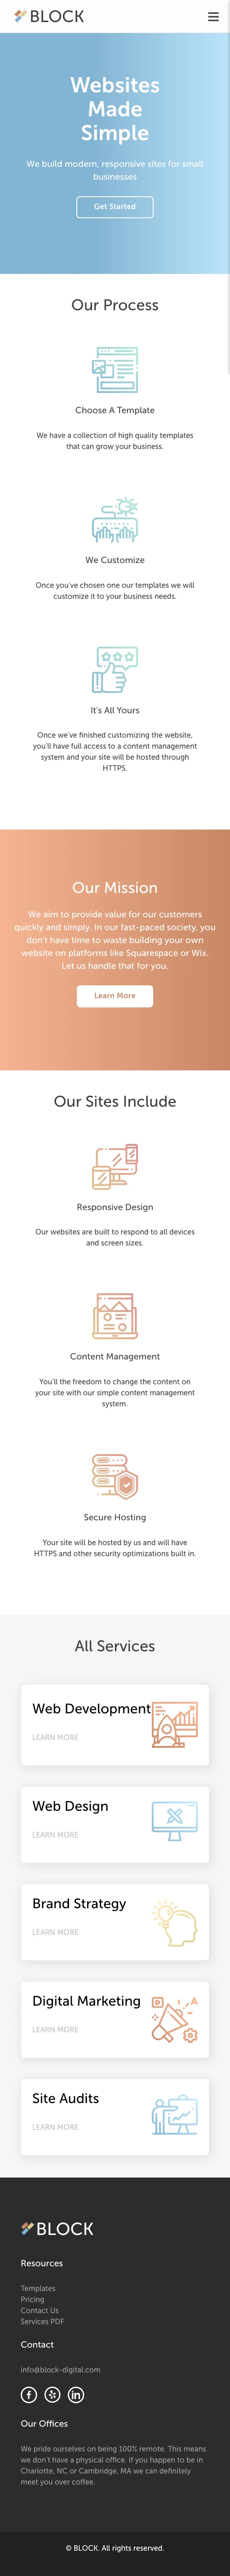 BLOCK
Websites
Made
Simple
We build modern, responsive sites for small
businesses
Get Started
Our Process
Choose A Template
We have a collection of high quality templates
that can grow your business.
We Customize
Once you've chosen one our templates we will
customize it to your business needs.
It's All Yours
Once we've finished customizing the website,
you'll have full access to a content management
system and your site will be hosted through
HTTPS.
Our Mission
We aim to provide value for our customers
quickly and simply. In our fast-paced society, you
don't have time to waste building your own
website on platforms like Squarespace or Wix.
Let us handle that for you.
Learn More
Our Sites Include
Responsive Design
Our websites are built to respond to all devices
and screen sizes.
Content Management
You'll the freedom to change the content on
your site with our simple content management
system.
Secure Hosting
Your site will be hosted by us and will have
HTTPS and other security optimizations built in.
All Services
Web Development
LEARN MORE
Web Design
LEARN MORE
Brand Strategy
LEARN MORE
Digital Marketing
LEARN MORE
Site Audits
LEARN MORE
BLOCK
Resources
Templates
Pricing
Contact Us
Services PDF
Contact
info@block-digital.com
Our Offices
We pride ourselves on being 100% remote. This means
we don't have a physical office. If you happen to be in
Charlotte, NC or Cambridge, MA we can definitely
meet you over coffee.
© BLOCK. All rights reserved.